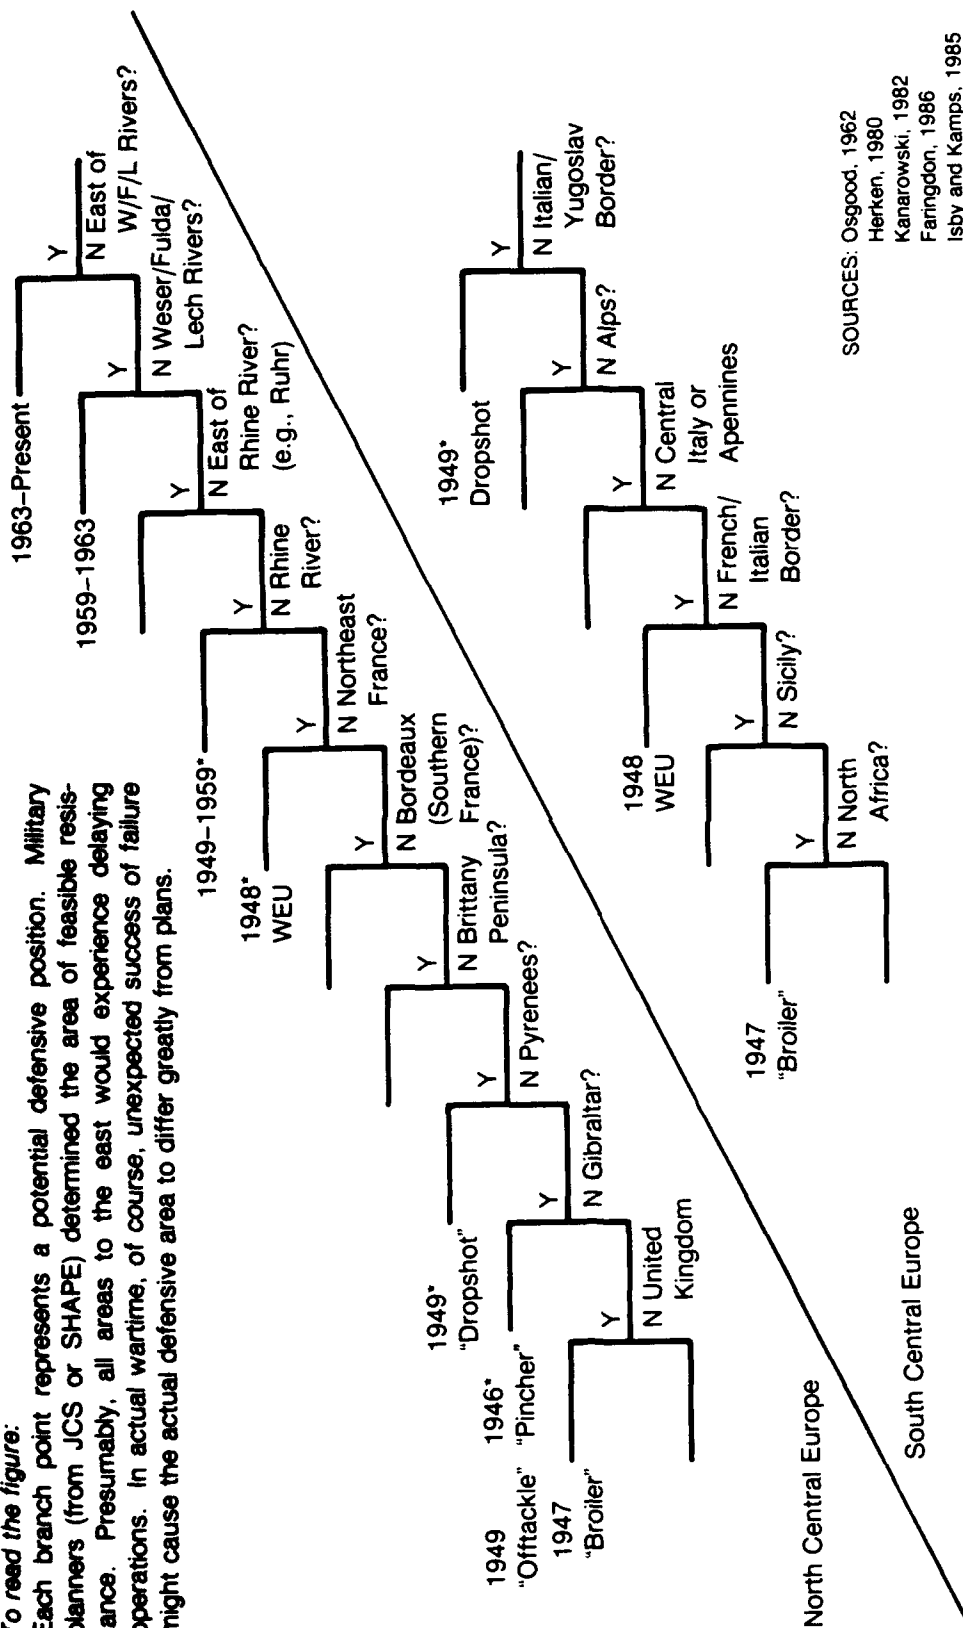 To read the figure:
Each branch point represents a potential defensive position. Military
planners (from JCS or SHAPE) determined the area of feasible resis-
ance. Presumably, all areas to the east would experience delaying
operations. In actual wartime, of course, unexpected success of failure
might cause the actual defensive area to differ greatly from plans.
1963–Present
Y
N East of
W/F/L Rivers?
1959–1963
Y
N Weser/Fulda/
Lech Rivers?
Y
N East of
Rhine River?
(e.g., Ruhr)
1949–1959*
Y
N Rhine
River?
1948*
WEU
Y
N Northeast
France?
Y
N Bordeaux
(Southern
France)?
Y
N Brittany
Peninsula?
1949*
"Dropshot"
Y
N Pyrenees?
1946*
"Pincher"
Y
N Gibraltar?
1949
"Offtackle"
1947
"Broiler"
Y
N United
Kingdom
North Central Europe
South Central Europe
1949*
Dropshot
Y
N Italian/
Yugoslav
Border?
Y
N Alps?
Y
N Central
Italy or
Apennines
1948
WEU
Y
N French/
Italian
Border?
Y
N Sicily?
1947
"Broiler"
Y
N North
Africa?
SOURCES: Osgood, 1962
Herken, 1980
Kanarowski, 1982
Faringdon, 1986
Isby and Kamps, 1985